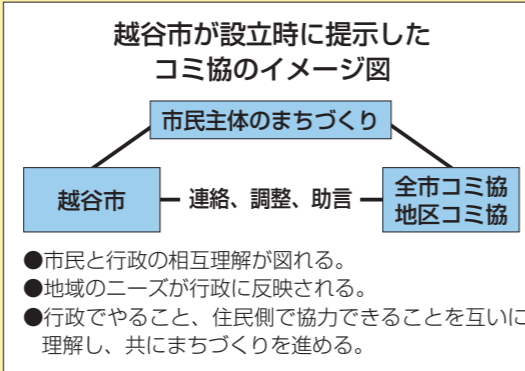 越谷市が設立時に提示した
コミ協のイメージ図
市民主体のまちづくり
越谷市
連絡、調整、助言
全市コミ協
地区コミ協
●市民と行政の相互理解が図れる。
●地域のニーズが行政に反映される。
●行政でやること、住民側で協力できることを互いに
理解し、共にまちづくりを進める。